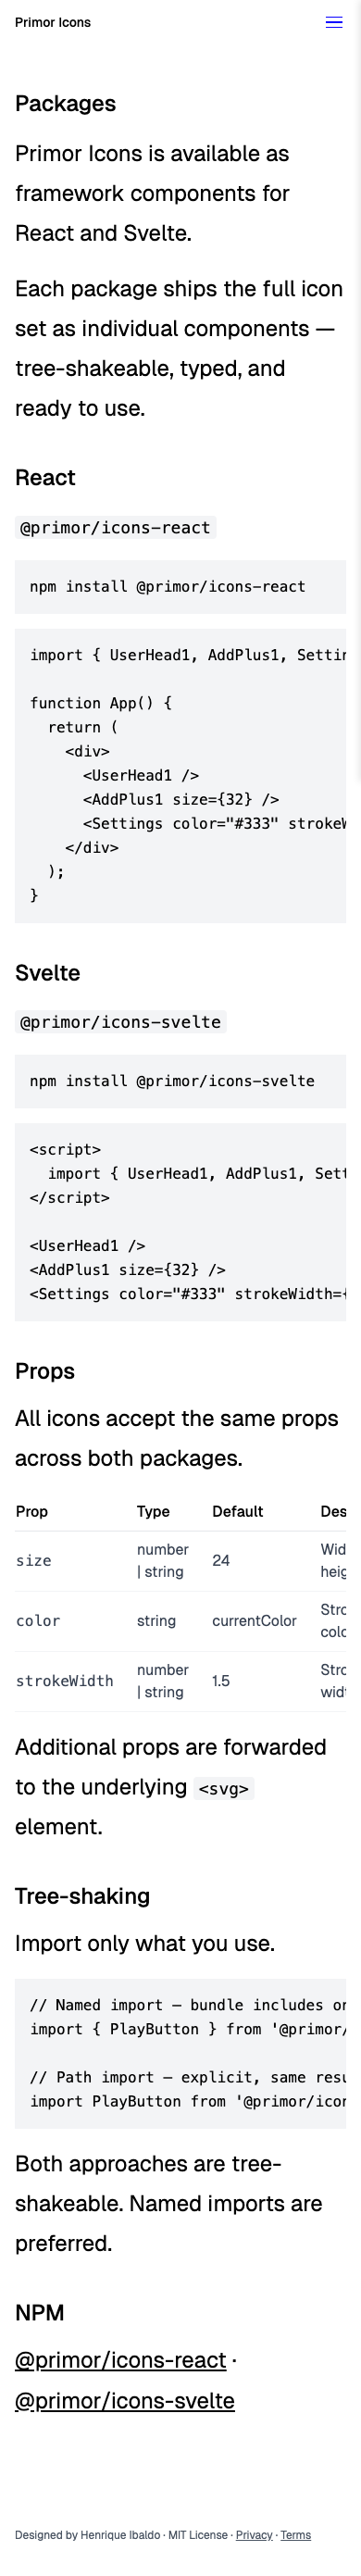 Primor Icons
Packages
Primor Icons is available as
framework components for
React and Svelte.
Each package ships the full icon
set as individual components —
tree-shakeable, typed, and
ready to use.
React
@primor/icons-react
npm install @primor/icons-react
import { UserHead1, AddPlus1, Settin
function App() {
return (
<div>
<UserHead1 />
<AddPlus1 size={32} />
<Settings color="#333" strokeW
</div>
);
}
Svelte
@primor/icons-svelte
npm install @primor/icons-svelte
<script>
import { UserHead1, AddPlus1, Sett
</script>
<UserHead1 />
<AddPlus1 size={32} />
<Settings color="#333" strokeWidth={
Props
All icons accept the same props
across both packages.
Prop Type Default Des
size number | string 24 Wid heig
color string currentColor Stro colo
strokeWidth number | string 1.5 Stro widt
Additional props are forwarded
to the underlying <svg>
element.
Tree-shaking
Import only what you use.
// Named import — bundle includes on
import { PlayButton } from '@primor/
// Path import — explicit, same resu
import PlayButton from '@primor/icon
Both approaches are tree-
shakeable. Named imports are
preferred.
NPM
@primor/icons-react ·
@primor/icons-svelte
Designed by Henrique Ibaldo · MIT License · Privacy · Terms